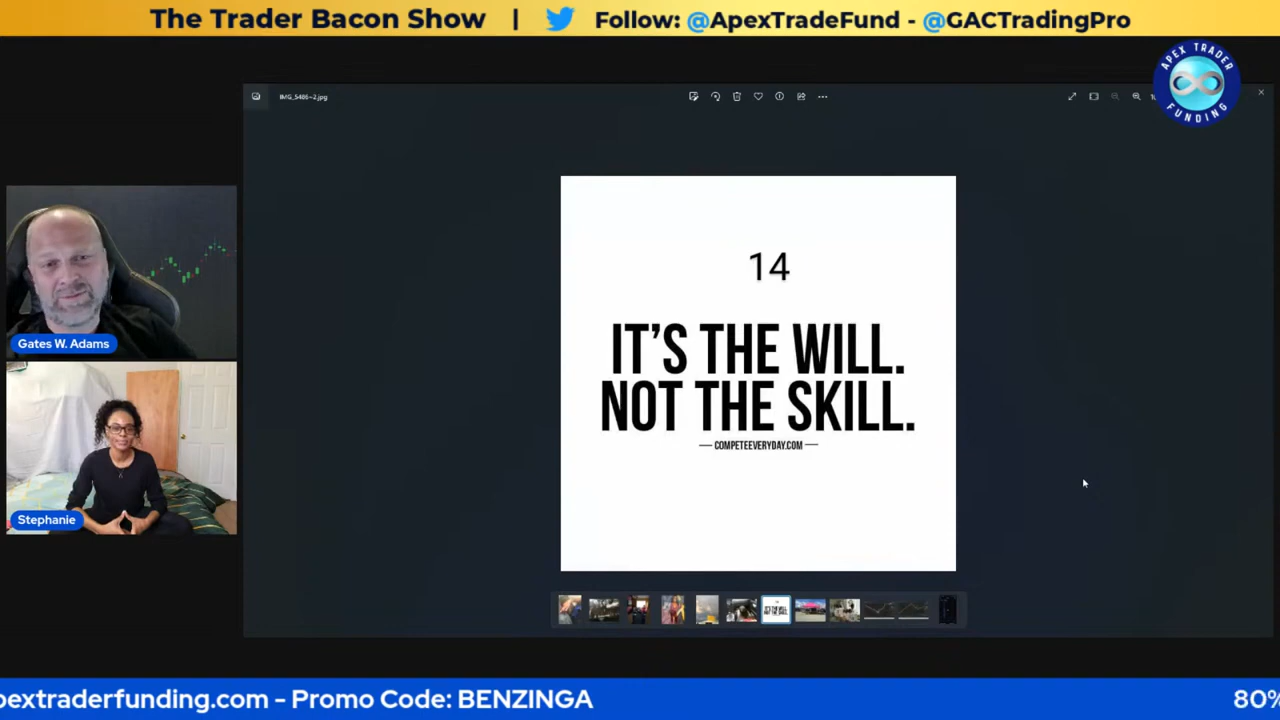 The Trader Bacon Show | Follow: @ApexTradeFund - @GACTradingPro
APEX TRADER
FUNDING
IMG_5486~2.jpg
14
IT'S THE WILL.
NOT THE SKILL.
— COMPETEEVERYDAY.COM —
Gates W. Adams
Stephanie
pextraderfunding.com - Promo Code: BENZINGA
80%